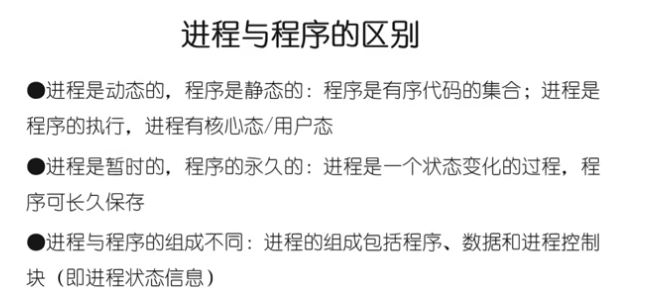 进程与程序的区别
●进程是动态的，程序是静态的：程序是有序代码的集合；进程是
程序的执行，进程有核心态/用户态
●进程是暂时的，程序的永久的：进程是一个状态变化的过程，程
序可长久保存
●进程与程序的组成不同：进程的组成包括程序、数据和进程控制
块（即进程状态信息）